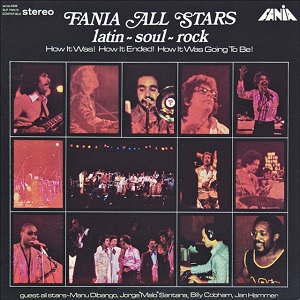 stereo
FANIA ALL STARS
FANIA
latin-soul-rock
How It Was! How It Ended! How It Was Going To Be!
guest all stars-Manu Dibango, Jorge "Malo" Santana, Billy Cobham, Jan Hammer